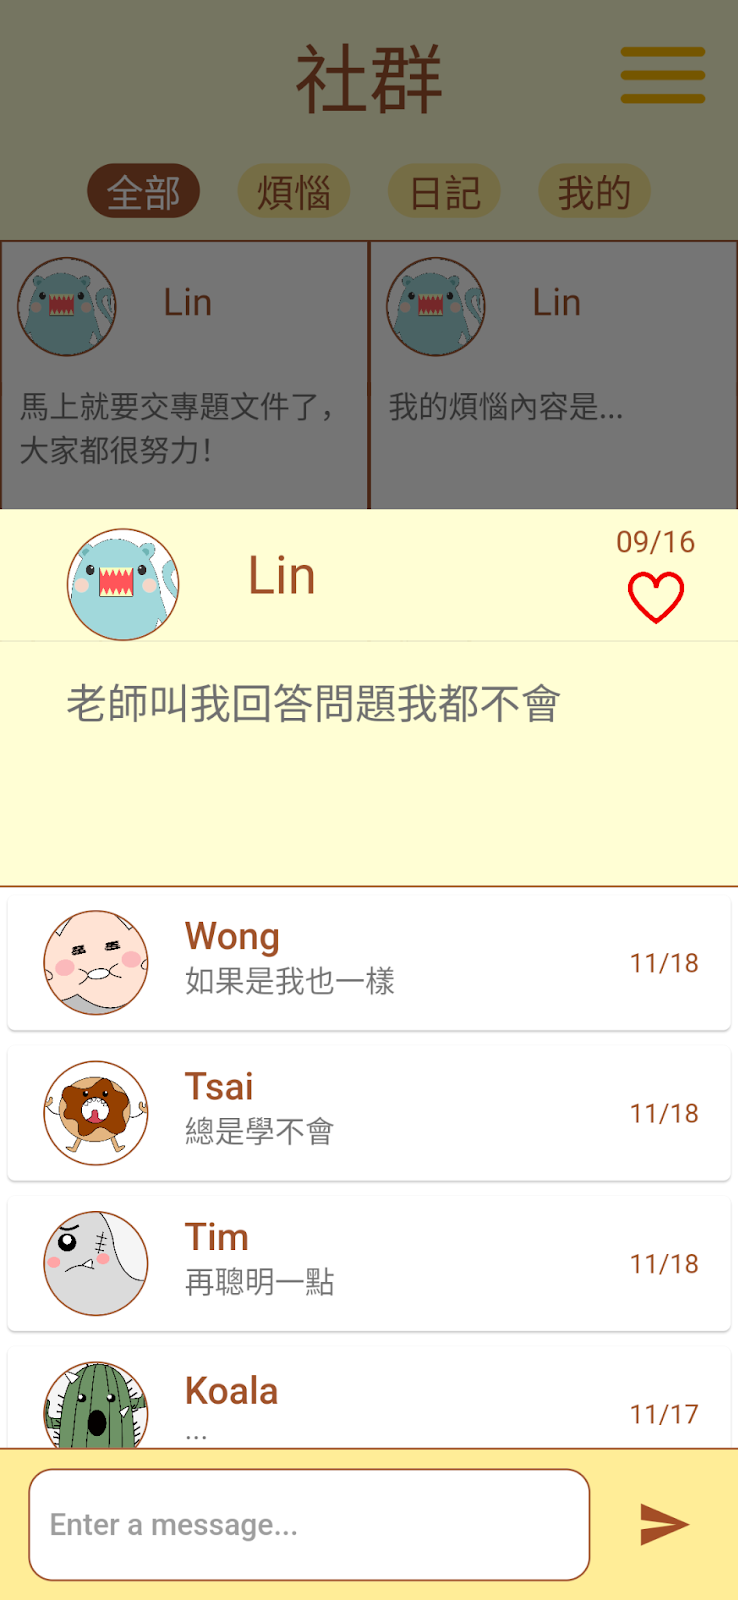 社群
全部 煩惱 日記 我的
Lin
馬上就要交專題文件了，
大家都很努力！
Lin
我的煩惱內容是...
Lin
09/16
老師叫我回答問題我都不會
Wong
如果是我也一樣
11/18
Tsai
總是學不會
11/18
Tim
再聰明一點
11/18
Koala
...
11/17
Enter a message...